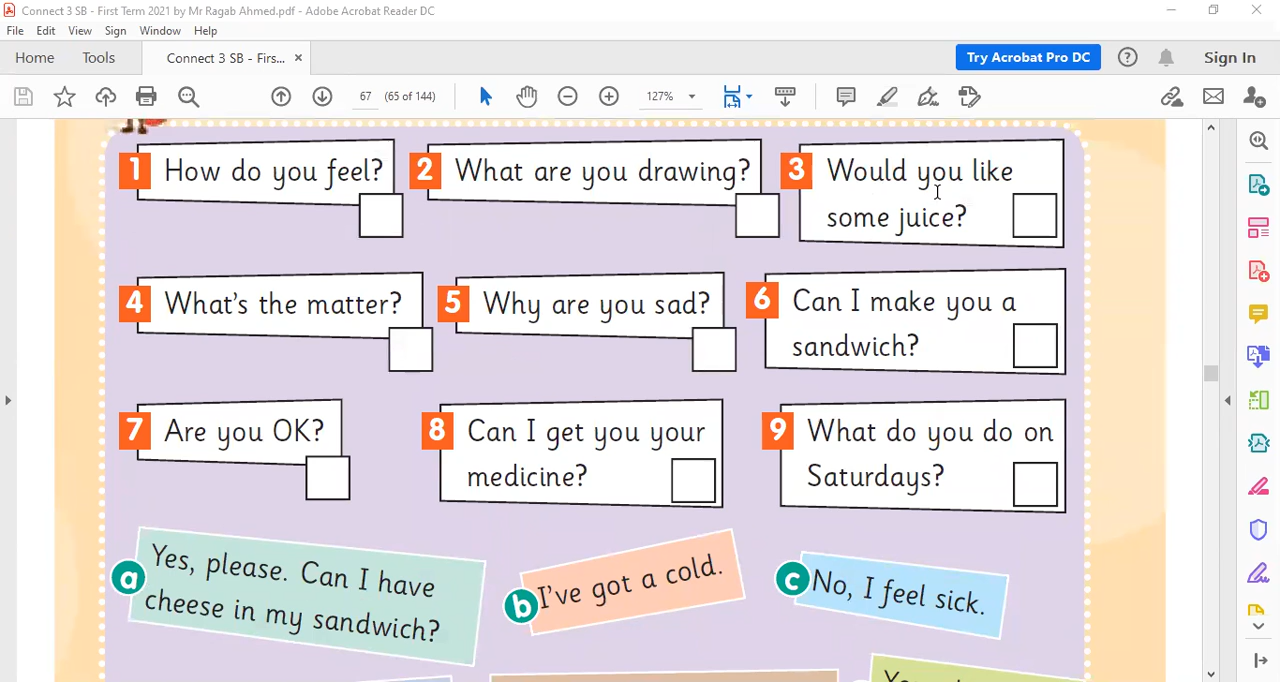 Connect 3 SB - First Term 2021 by Mr Ragab Ahmed.pdf - Adobe Acrobat Reader DC
File Edit View Sign Window Help
Home Tools Connect 3 SB - Firs... × Try Acrobat Pro DC ? Sign In
67 (65 of 144) 127%
1 How do you feel?
2 What are you drawing?
3 Would you like
some juice?
4 What's the matter?
5 Why are you sad?
6 Can I make you a
sandwich?
7 Are you OK?
8 Can I get you your
medicine?
9 What do you do on
Saturdays?
a Yes, please. Can I have
cheese in my sandwich?
b I've got a cold.
c No, I feel sick.